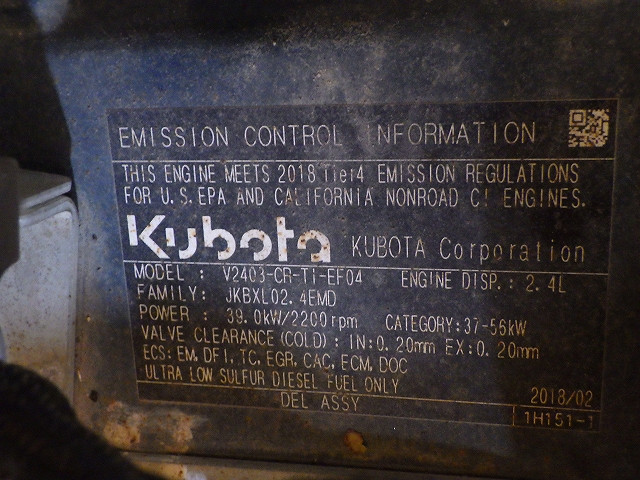 EMISSION CONTROL INFORMATION
THIS ENGINE MEETS 2018 Tier4 EMISSION REGULATIONS
FOR U.S. EPA AND CALIFORNIA NONROAD CI ENGINES.
Kubota KUBOTA Corporation
MODEL : V2403-CR-TI-EF04 ENGINE DISP.: 2.4L
FAMILY: JKBXL02.4EMD
POWER : 39.0kW/2200rpm CATEGORY:37-56kW
VALVE CLEARANCE(COLD): IN:0.20mm EX:0.20mm
ECS: EM, DFI, TC, EGR, CAC, ECM, DOC
ULTRA LOW SULFUR DIESEL FUEL ONLY
DEL ASSY 2018/02
1H151-1